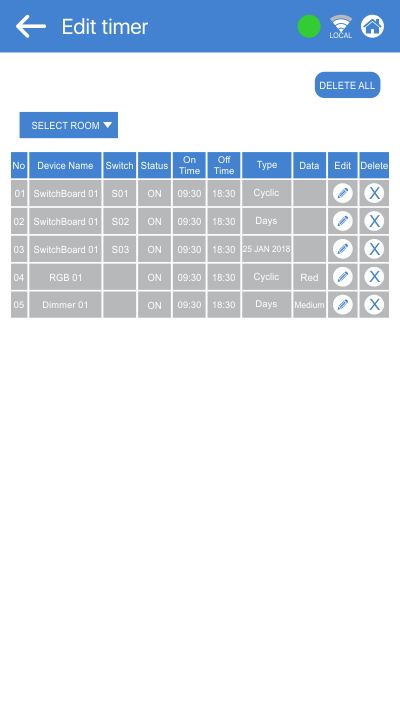 Edit timer
LOCAL
DELETE ALL
SELECT ROOM
No Device Name Switch Status On Time Off Time Type Data Edit Delete
01 SwitchBoard 01 S01 ON 09:30 18:30 Cyclic X
02 SwitchBoard 01 S02 ON 09:30 18:30 Days X
03 SwitchBoard 01 S03 ON 09:30 18:30 25 JAN 2018 X
04 RGB 01 ON 09:30 18:30 Cyclic Red X
05 Dimmer 01 ON 09:30 18:30 Days Medium X